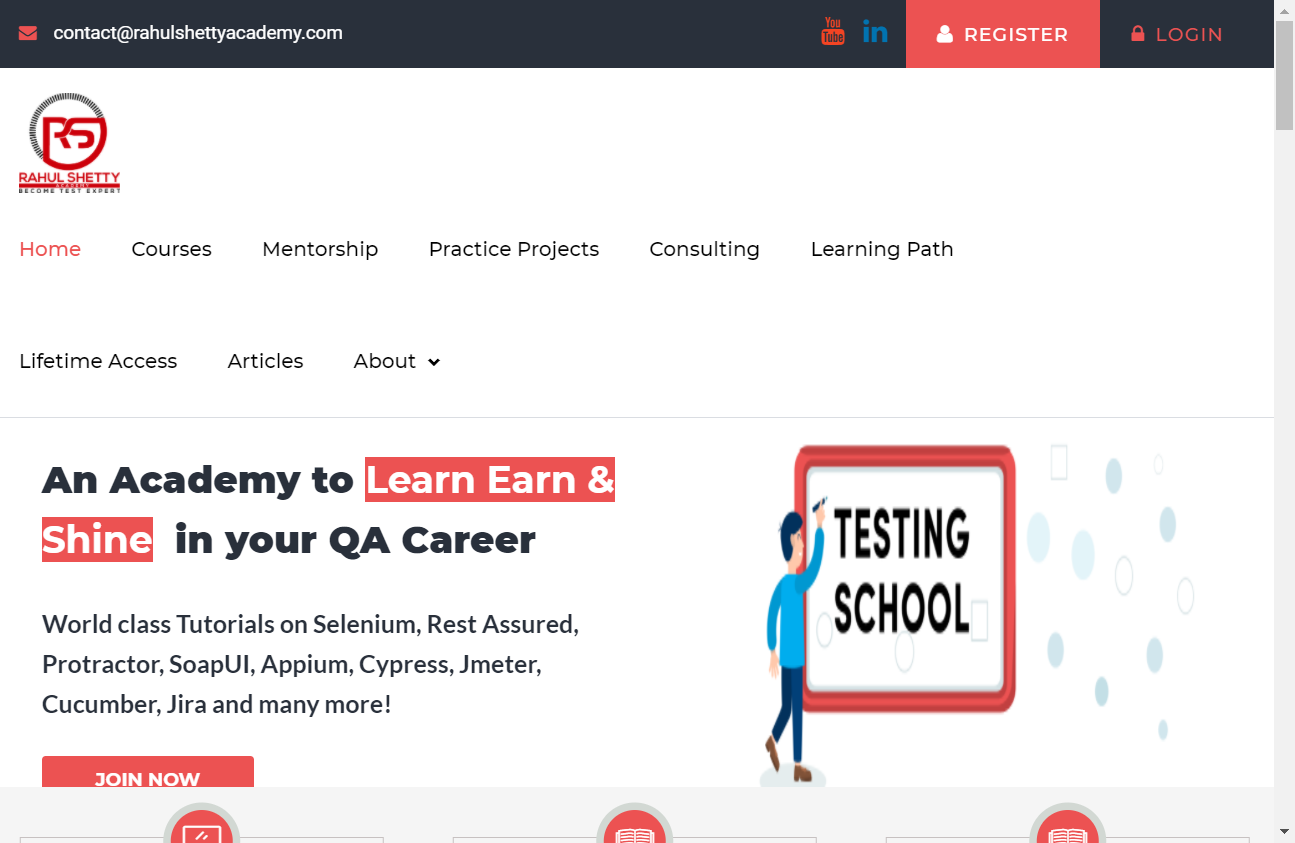 contact@rahulshettyacademy.com
You
Tube
in
REGISTER
LOGIN
RS
RAHUL SHETTY
ACADEMY
BECOME TEST EXPERT
Home
Courses
Mentorship
Practice Projects
Consulting
Learning Path
Lifetime Access
Articles
About
An Academy to Learn Earn &
Shine in your QA Career
World class Tutorials on Selenium, Rest Assured,
Protractor, SoapUI, Appium, Cypress, Jmeter,
Cucumber, Jira and many more!
JOIN NOW
TESTING
SCHOOL